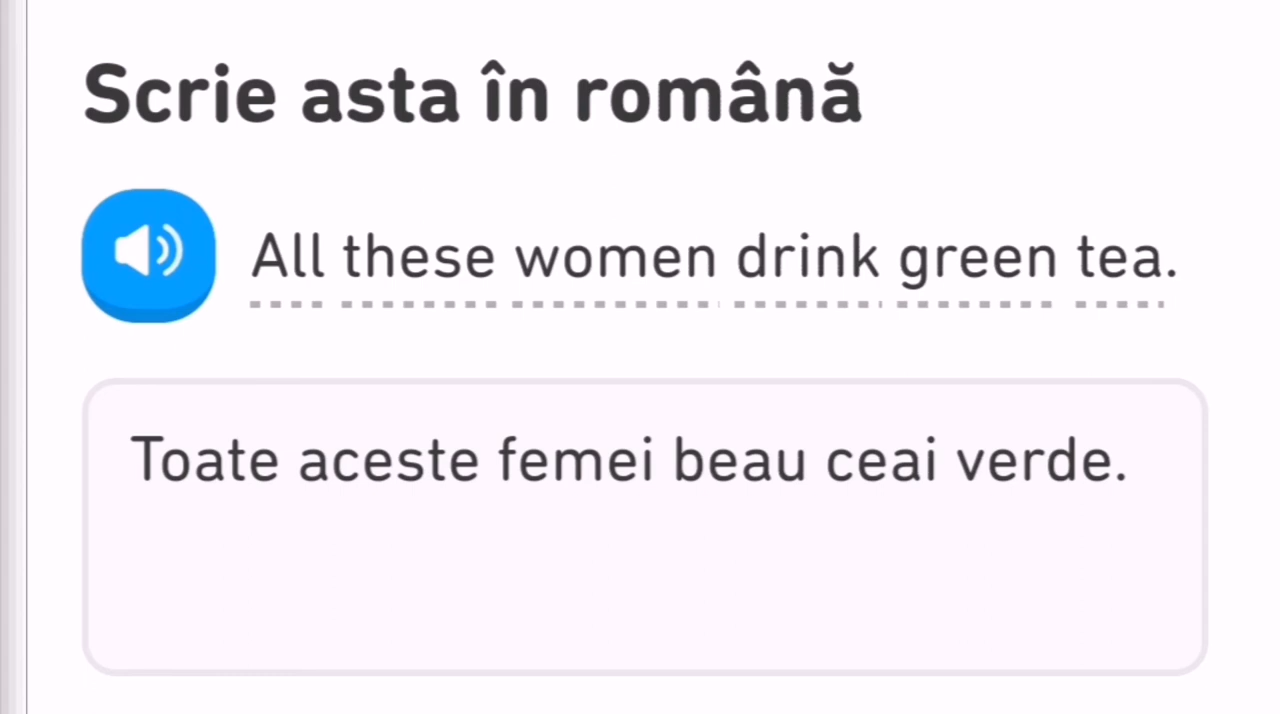 Scrie asta în română
All these women drink green tea.
Toate aceste femei beau ceai verde.